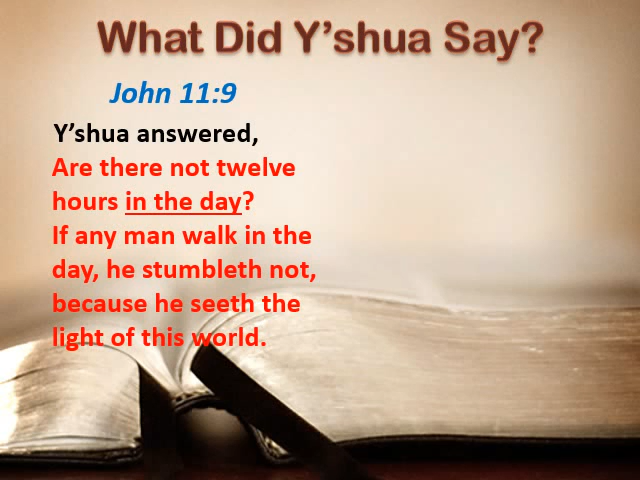 What Did Y’shua Say?
John 11:9
Y’shua answered,
Are there not twelve
hours in the day?
If any man walk in the
day, he stumbleth not,
because he seeth the
light of this world.